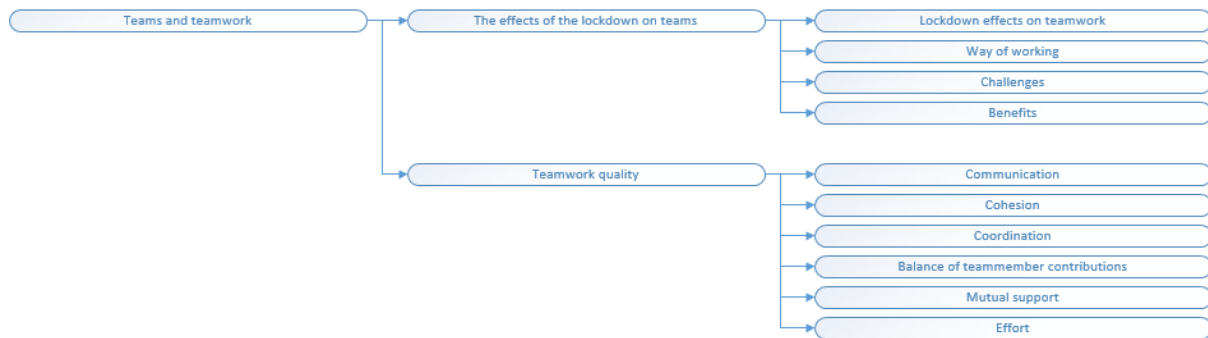 Teams and teamwork
The effects of the lockdown on teams
Lockdown effects on teamwork
Way of working
Challenges
Benefits
Teamwork quality
Communication
Cohesion
Coordination
Balance of teammember contributions
Mutual support
Effort